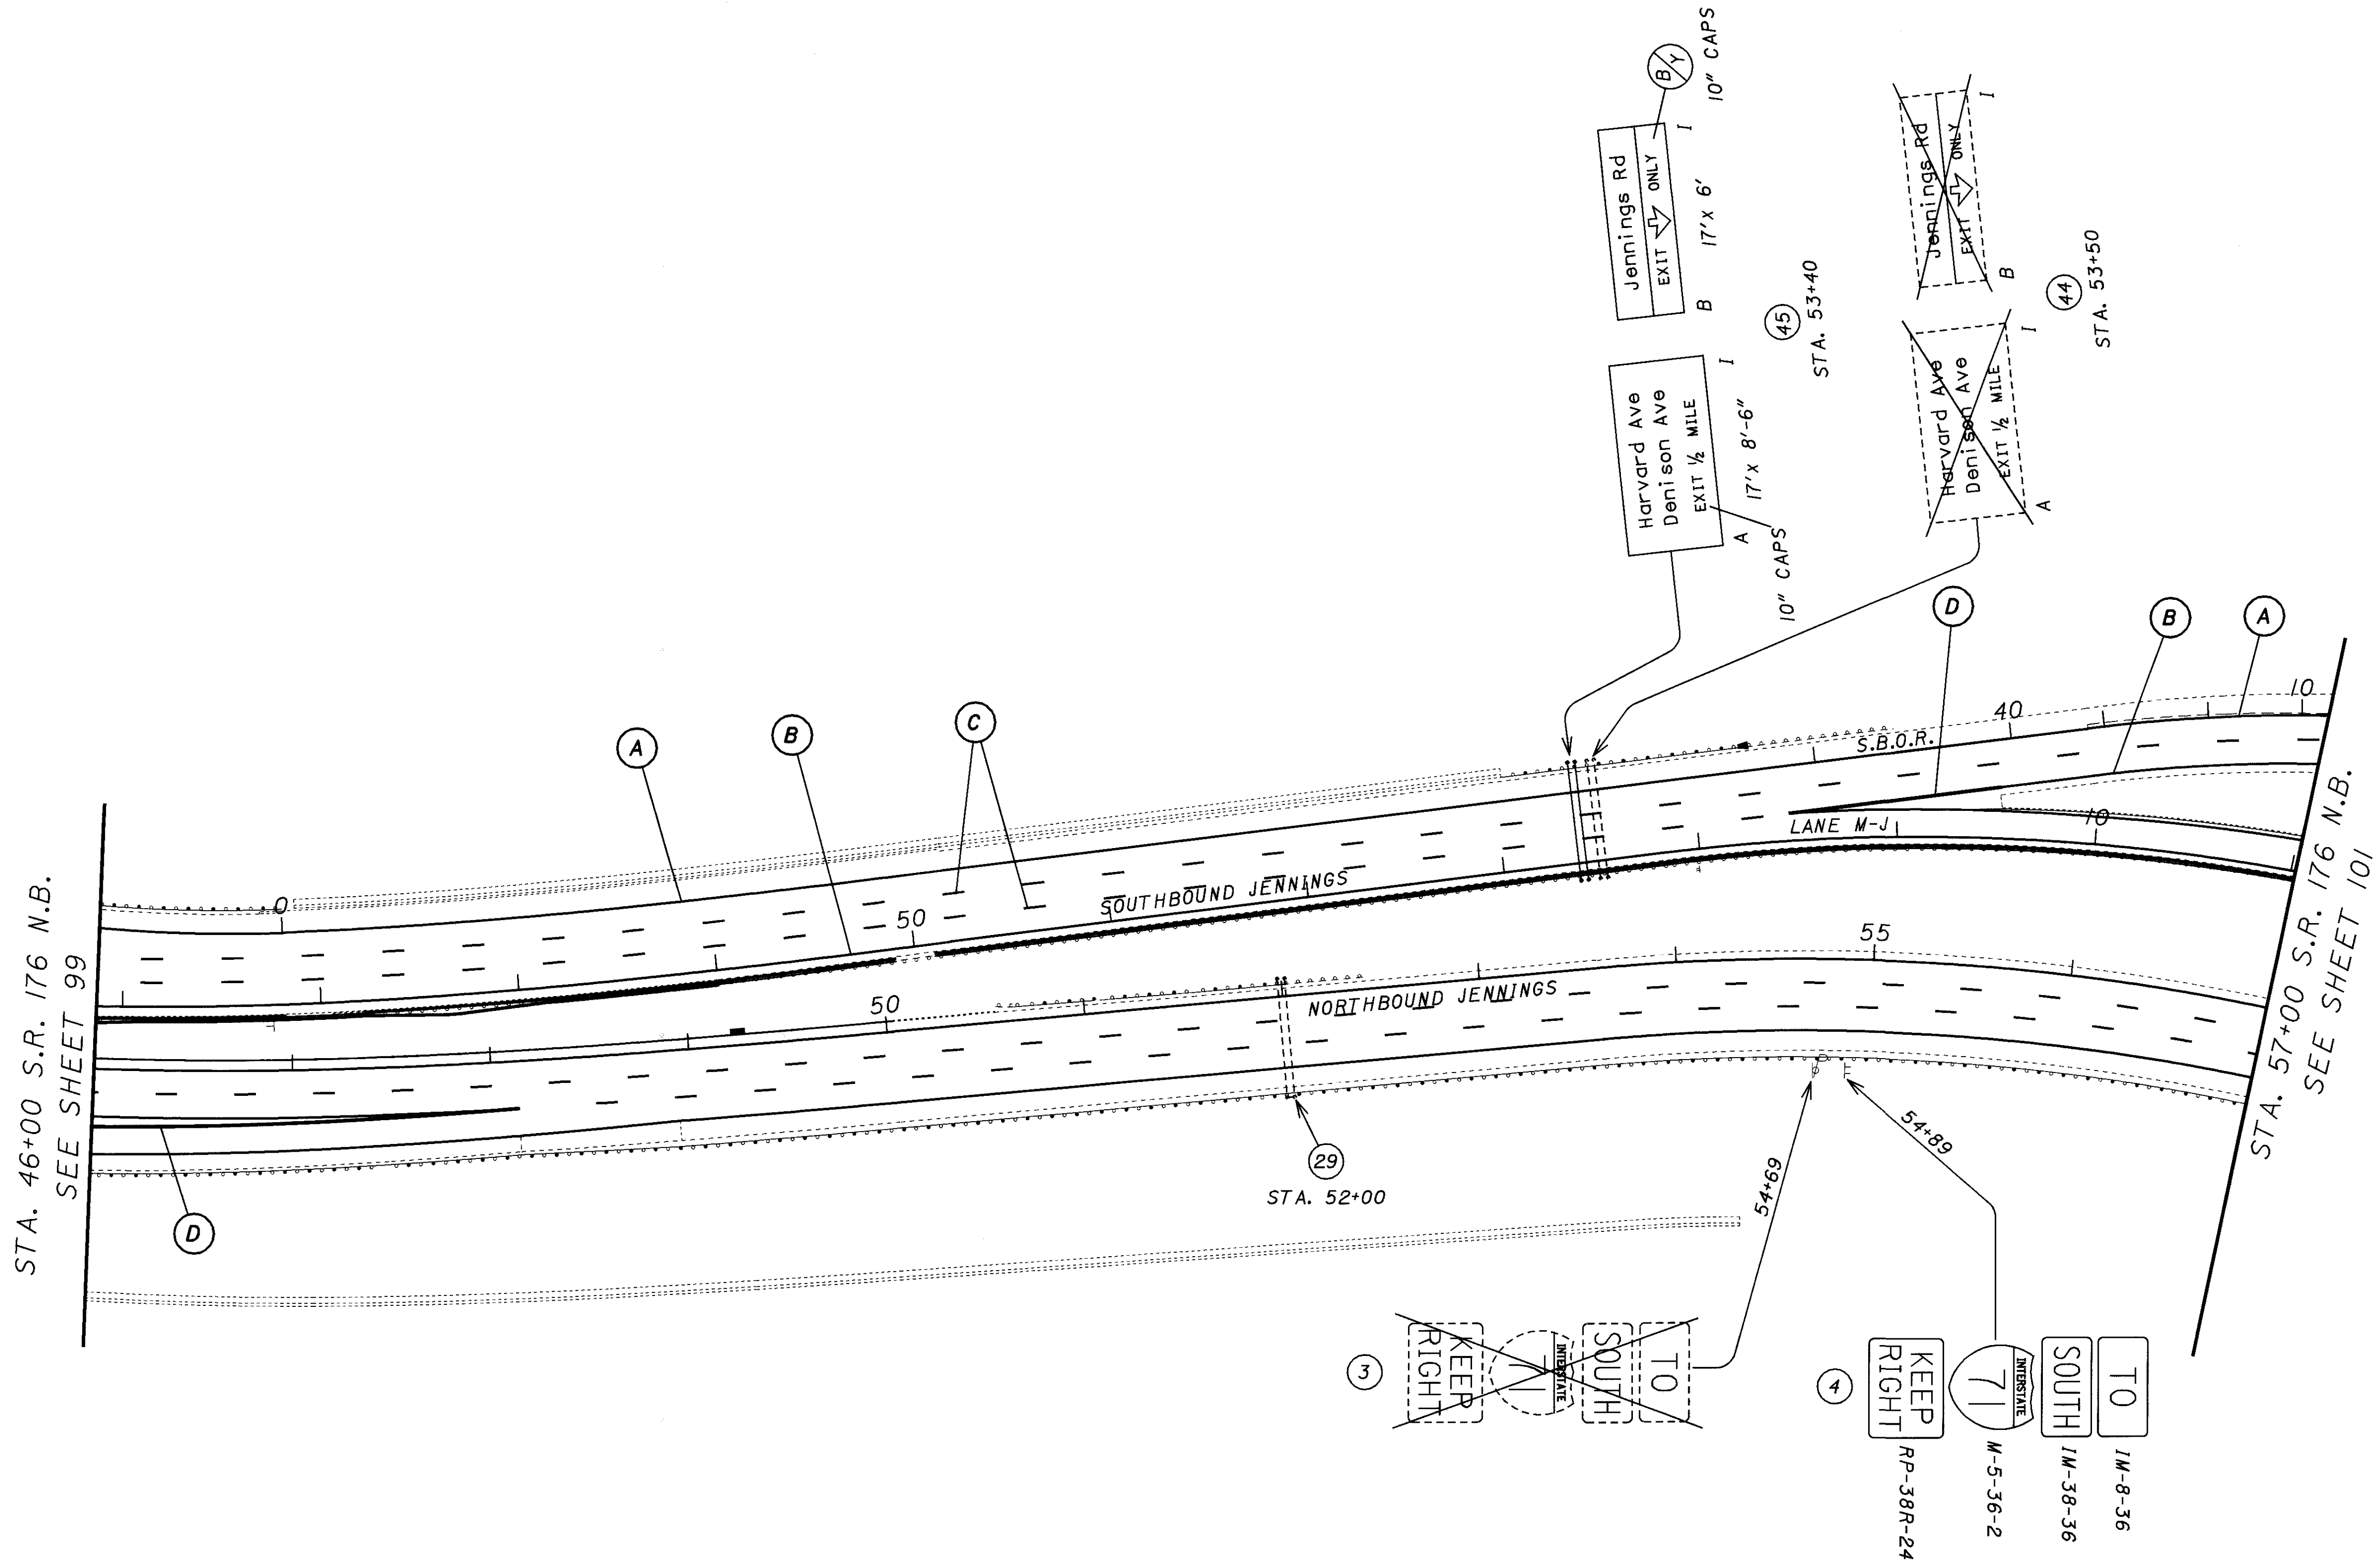 B/Y
10" CAPS
Jennings Rd
EXIT ONLY
I
B
17' x 6'
45
STA. 53+40
Harvard Ave
Denison Ave
EXIT ½ MILE
I
A
17' x 8'-6"
10" CAPS
Jennings Rd
EXIT ONLY
I
B
44
STA. 53+50
Harvard Ave
Denison Ave
EXIT ½ MILE
I
A
D
B
A
A
B
C
10
40
S.B.O.R.
LANE M-J
10
0
50
SOUTHBOUND JENNINGS
50
NORTHBOUND JENNINGS
55
STA. 46+00 S.R. 176 N.B.
SEE SHEET 99
STA. 57+00 S.R. 176 N.B.
SEE SHEET 101
D
29
STA. 52+00
54+69
54+89
3
TO
SOUTH
INTERSTATE
71
KEEP
RIGHT
4
TO
SOUTH
INTERSTATE
71
KEEP
RIGHT
IM-8-36
IM-38-36
M-5-36-2
RP-38R-24